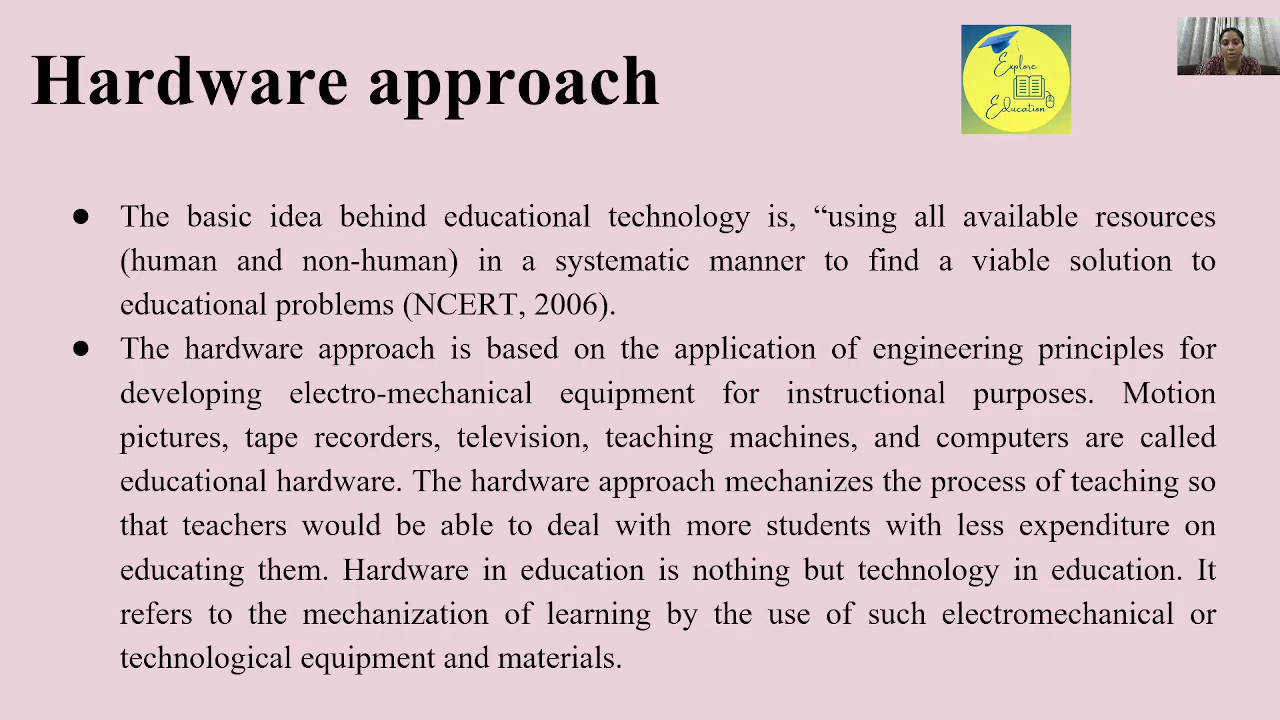 Hardware approach
Explore
Education
● The basic idea behind educational technology is, “using all available resources
(human and non-human) in a systematic manner to find a viable solution to
educational problems (NCERT, 2006).
● The hardware approach is based on the application of engineering principles for
developing electro-mechanical equipment for instructional purposes. Motion
pictures, tape recorders, television, teaching machines, and computers are called
educational hardware. The hardware approach mechanizes the process of teaching so
that teachers would be able to deal with more students with less expenditure on
educating them. Hardware in education is nothing but technology in education. It
refers to the mechanization of learning by the use of such electromechanical or
technological equipment and materials.